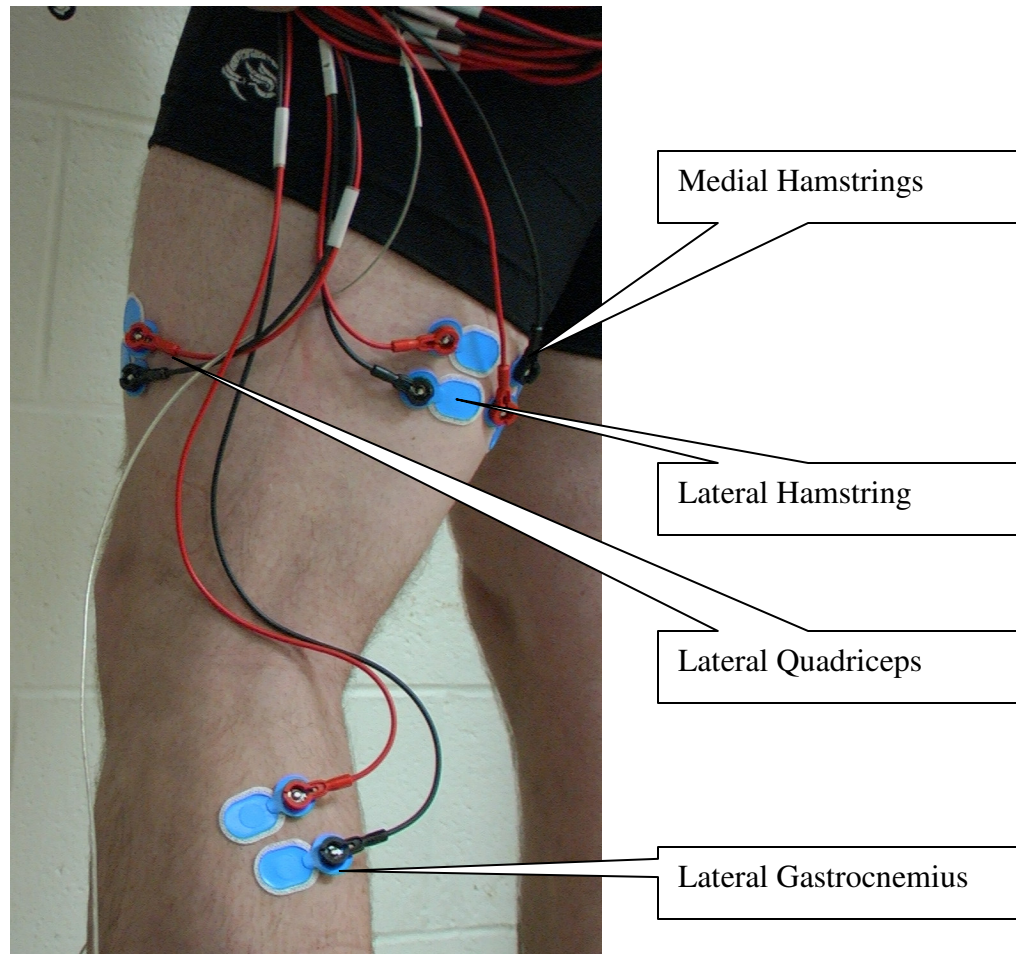 Medial Hamstrings
Lateral Hamstring
Lateral Quadriceps
Lateral Gastrocnemius